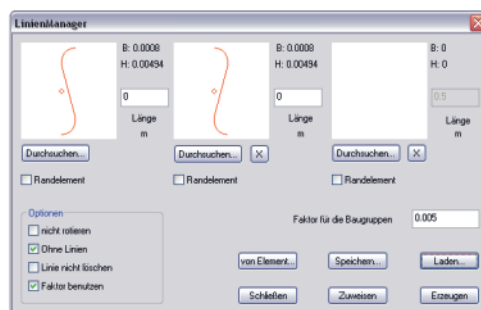 LinienManager
B: 0.0008
H: 0.00494
0
Länge
m
Durchsuchen...
Randelement
B: 0.0008
H: 0.00494
0
Länge
m
Durchsuchen...
X
Randelement
B: 0
H: 0
0.5
Länge
m
Durchsuchen...
X
Randelement
Optionen
nicht rotieren
Ohne Linien
Linie nicht löschen
Faktor benutzen
Faktor für die Baugruppen 0.005
von Element... Speichern... Laden...
Schließen Zuweisen Erzeugen